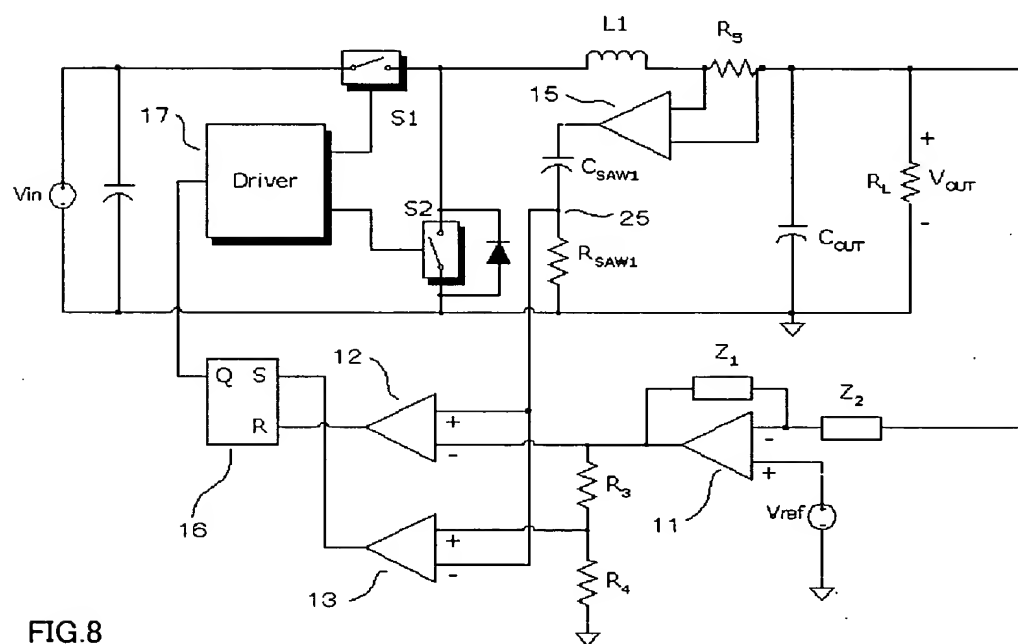 L1
R5
15
17
S1
CSAW1
Driver
Vin
S2
25
RSAW1
+
RL
VOUT
-
COUT
12
Z1
Z2
Q
S
R
+
-
-
+
11
R3
Vref
16
+
-
13
R4
FIG.8